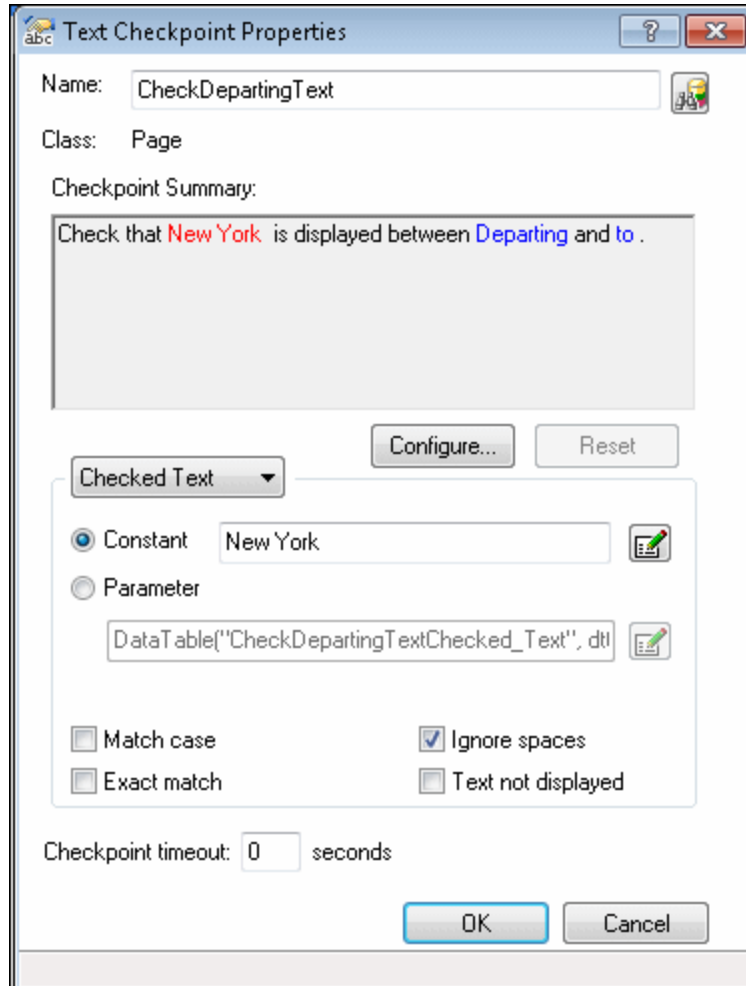 abc Text Checkpoint Properties ?
Name: CheckDepartingText
Class: Page
Checkpoint Summary:
Check that New York is displayed between Departing and to .
Configure... Reset
Checked Text
Constant New York
Parameter
DataTable("CheckDepartingTextChecked_Text", dtl
Match case Ignore spaces
Exact match Text not displayed
Checkpoint timeout: 0 seconds
OK Cancel